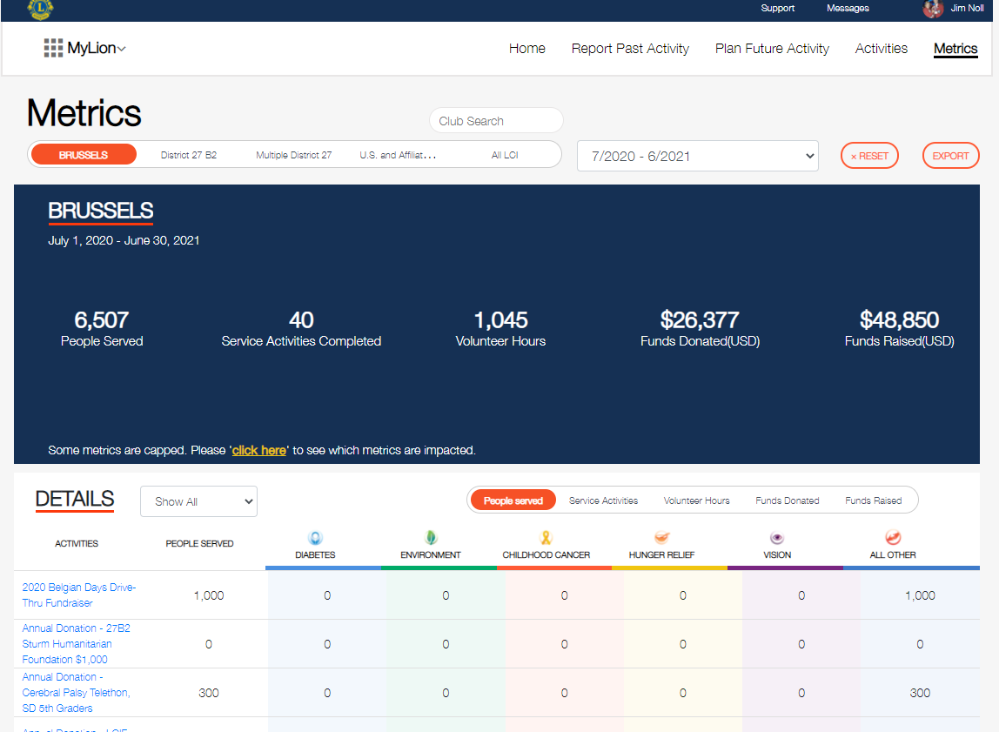 Support Messages Jim Noll
MyLion
Home Report Past Activity Plan Future Activity Activities Metrics
Metrics
Club Search
BRUSSELS District 27 B2 Multiple District 27 U.S. and Affiliat... All LCI
7/2020 - 6/2021
× RESET EXPORT
BRUSSELS
July 1, 2020 - June 30, 2021
6,507 40 1,045 $26,377 $48,850
People Served Service Activities Completed Volunteer Hours Funds Donated(USD) Funds Raised(USD)
Some metrics are capped. Please 'click here' to see which metrics are impacted.
DETAILS Show All
People served Service Activities Volunteer Hours Funds Donated Funds Raised
ACTIVITIES PEOPLE SERVED DIABETES ENVIRONMENT CHILDHOOD CANCER HUNGER RELIEF VISION ALL OTHER
2020 Belgian Days Drive-
Thru Fundraiser
1,000 0 0 0 0 0 1,000
Annual Donation - 27B2
Sturm Humanitarian
Foundation $1,000
0 0 0 0 0 0 0
Annual Donation -
Cerebral Palsy Telethon,
SD 5th Graders
300 0 0 0 0 0 300